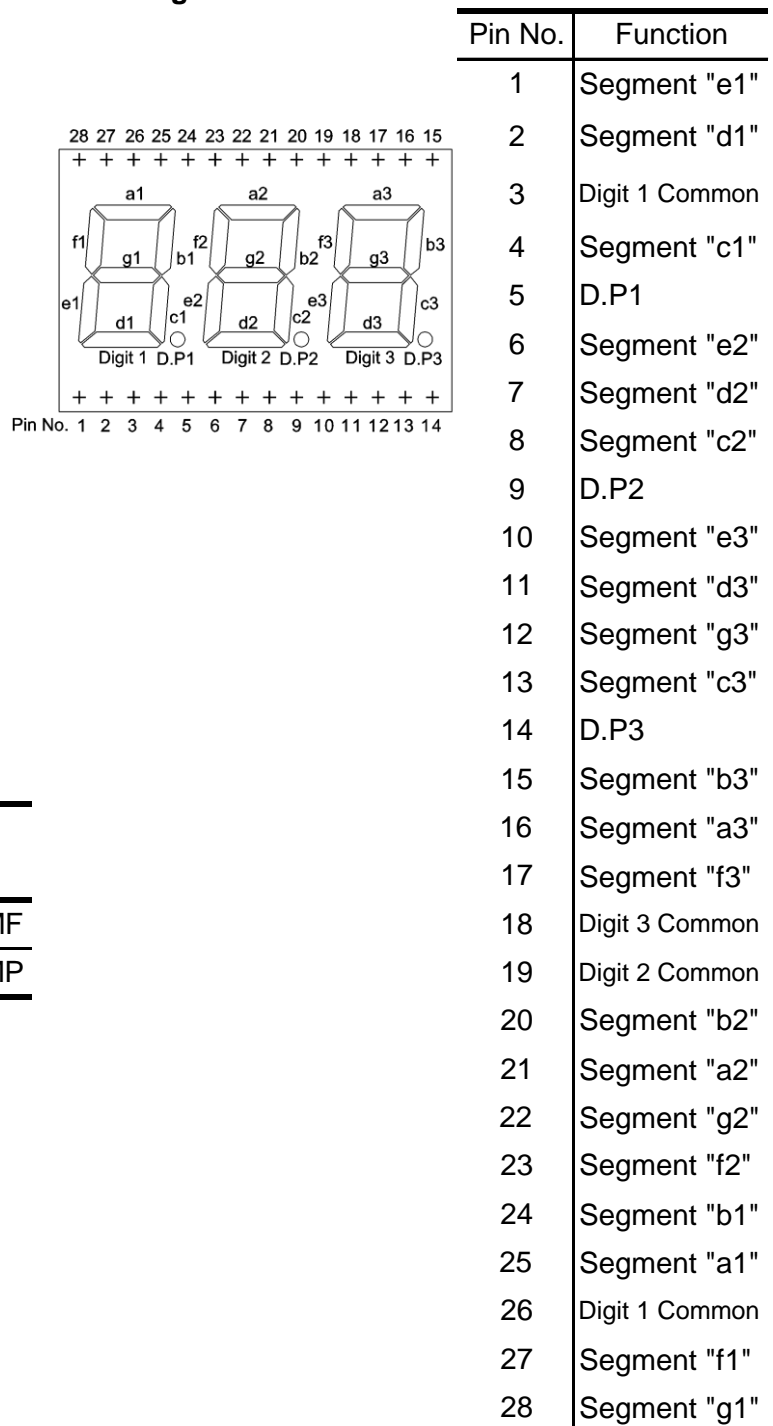 Pin No. Function
1 Segment "e1"
2 Segment "d1"
3 Digit 1 Common
4 Segment "c1"
5 D.P1
6 Segment "e2"
7 Segment "d2"
8 Segment "c2"
9 D.P2
10 Segment "e3"
11 Segment "d3"
12 Segment "g3"
13 Segment "c3"
14 D.P3
15 Segment "b3"
16 Segment "a3"
17 Segment "f3"
18 Digit 3 Common
19 Digit 2 Common
20 Segment "b2"
21 Segment "a2"
22 Segment "g2"
23 Segment "f2"
24 Segment "b1"
25 Segment "a1"
26 Digit 1 Common
27 Segment "f1"
28 Segment "g1"
28 27 26 25 24 23 22 21 20 19 18 17 16 15
+ + + + + + + + + + + + + +
a1 a2 a3
f1 g1 b1 f2 g2 b2 f3 g3 b3
e1 d1 c1 e2 d2 c2 e3 d3 c3
Digit 1 D.P1 Digit 2 D.P2 Digit 3 D.P3
+ + + + + + + + + + + + + +
Pin No. 1 2 3 4 5 6 7 8 9 10 11 12 13 14